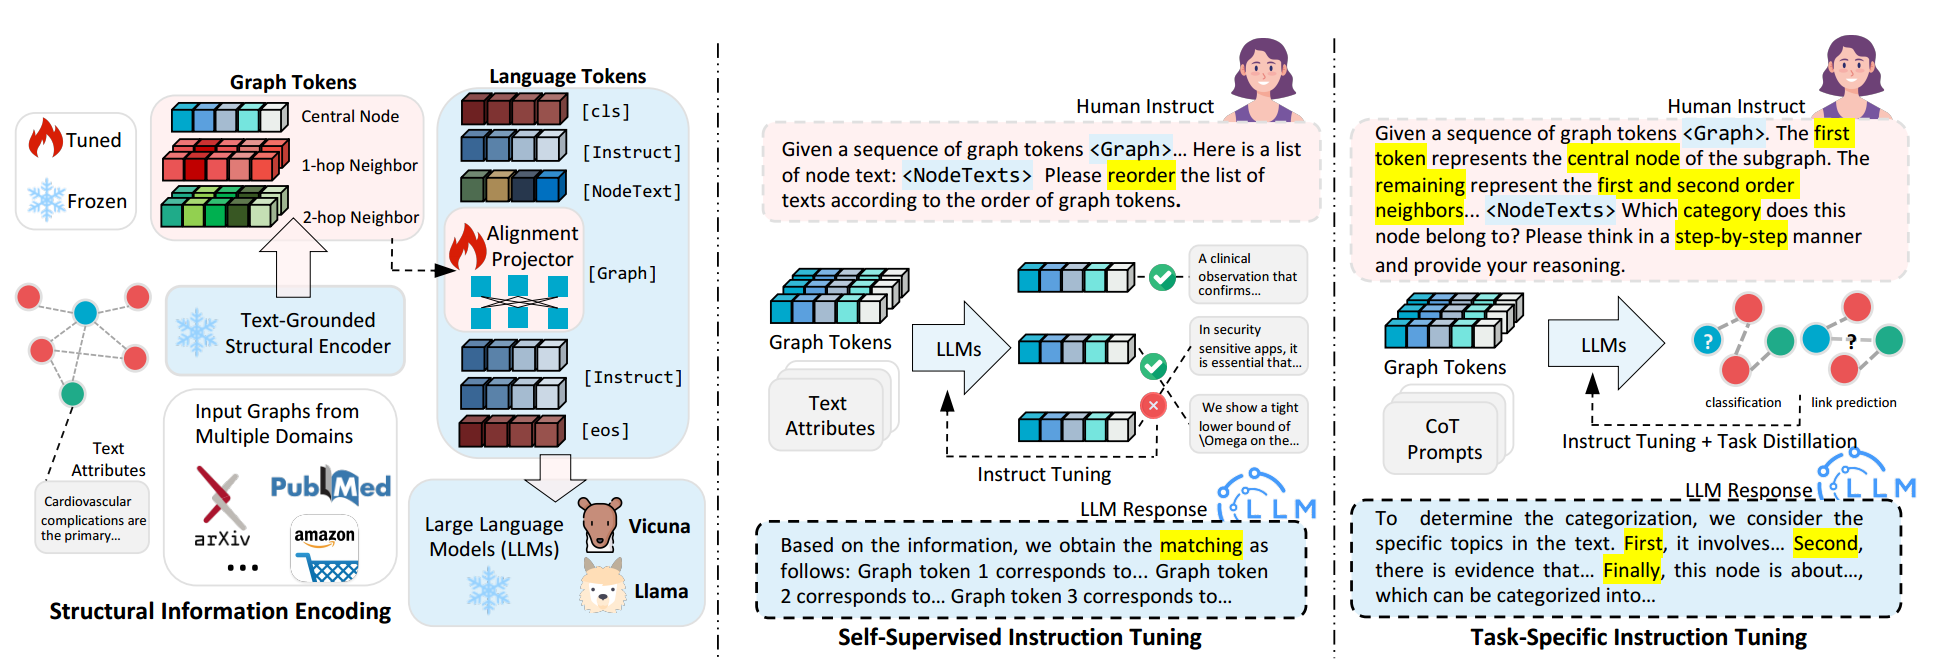 Graph Tokens
Central Node
1-hop Neighbor
2-hop Neighbor
Tuned
Frozen
Text-Grounded
Structural Encoder
Text
Attributes
Cardiovascular
complications are
the primary...
Input Graphs from
Multiple Domains
arXiv
PubMed
amazon
...
Structural Information Encoding
Language Tokens
[cls]
[Instruct]
[NodeText]
Alignment
Projector
[Graph]
[Instruct]
[eos]
Large Language
Models (LLMs)
Vicuna
Llama
Human Instruct
Given a sequence of graph tokens <Graph>... Here is a list
of node text: <NodeTexts> Please reorder the list of
texts according to the order of graph tokens.
Graph Tokens
Text
Attributes
LLMs
A clinical
observation that
confirms...
In security
sensitive apps, it
is essential that...
We show a tight
lower bound of
\Omega on the...
Instruct Tuning
LLM Response
LLM
Based on the information, we obtain the matching as
follows: Graph token 1 corresponds to... Graph token
2 corresponds to... Graph token 3 corresponds to...
Self-Supervised Instruction Tuning
Human Instruct
Given a sequence of graph tokens <Graph>. The first
token represents the central node of the subgraph. The
remaining represent the first and second order
neighbors... <NodeTexts> Which category does this
node belong to? Please think in a step-by-step manner
and provide your reasoning.
Graph Tokens
CoT
Prompts
LLMs
?
?
classification
link prediction
Instruct Tuning + Task Distillation
LLM Response
LLM
To determine the categorization, we consider the
specific topics in the text. First, it involves... Second,
there is evidence that... Finally, this node is about...,
which can be categorized into...
Task-Specific Instruction Tuning